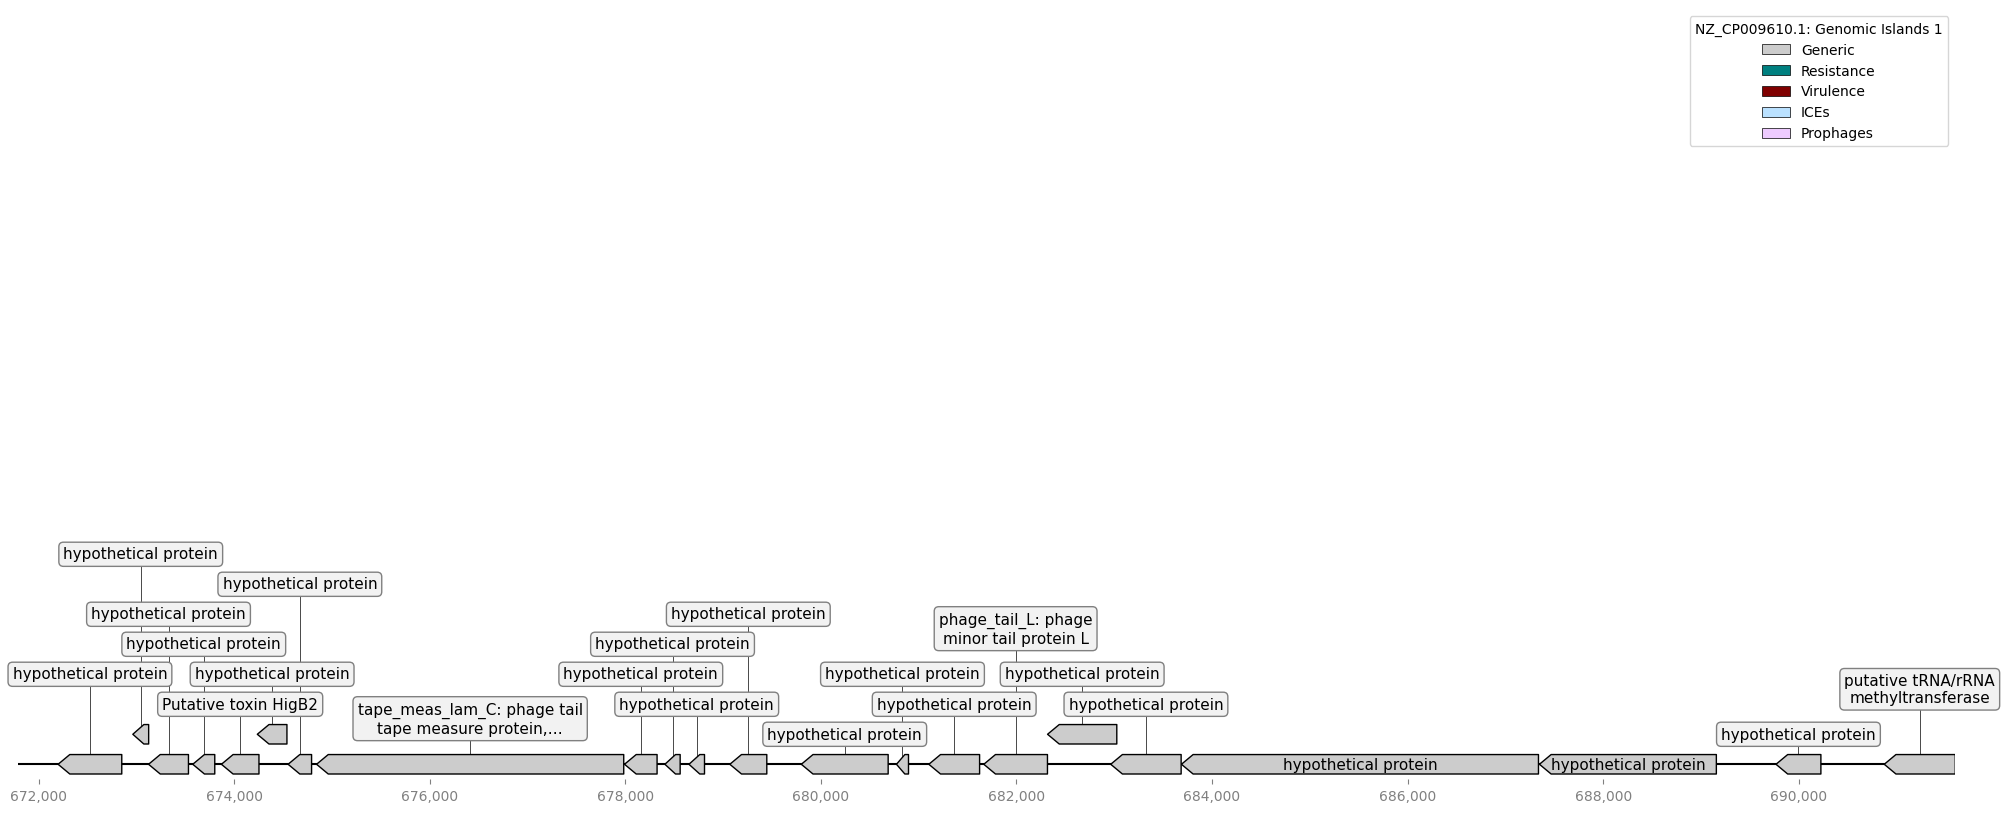 NZ_CP009610.1: Genomic Islands 1
Generic
Resistance
Virulence
ICEs
Prophages
hypothetical protein
hypothetical protein
hypothetical protein
hypothetical protein
phage_tail_L: phage
minor tail protein L
hypothetical protein
hypothetical protein
hypothetical protein
hypothetical protein
hypothetical protein
hypothetical protein
hypothetical protein
putative tRNA/rRNA
methyltransferase
hypothetical protein
Putative toxin HigB2
tape_meas_lam_C: phage tail
tape measure protein,...
hypothetical protein
hypothetical protein
hypothetical protein
hypothetical protein
hypothetical protein
hypothetical protein
hypothetical protein
672,000
674,000
676,000
678,000
680,000
682,000
684,000
686,000
688,000
690,000